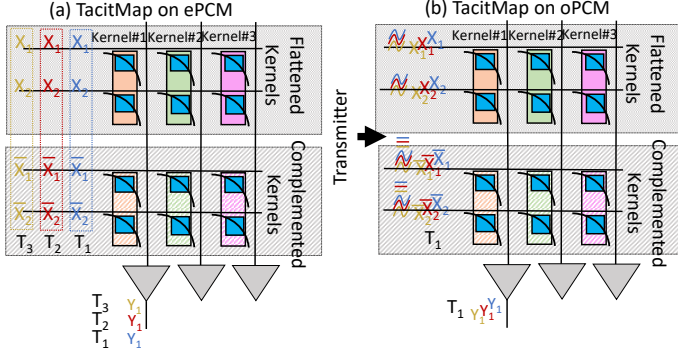 (a) TacitMap on ePCM
X₁ X₁ X₁ Kernel#1 Kernel#2 Kernel#3
X₂ X₂ X₂
Flattened
Kernels
X̅₁ X̅₁ X̅₁
X̅₂ X̅₂ X̅₂
Complemented
Kernels
T₃ T₂ T₁
T₃ Y₁
T₂ Y₁
T₁ Y₁
Transmitter
(b) TacitMap on oPCM
X₁ X₁ X₁ Kernel#1 Kernel#2 Kernel#3
X₂ X₂ X₂
Flattened
Kernels
X̅₁ X̅₁ X̅₁
X̅₂ X̅₂ X̅₂
Complemented
Kernels
T₁
T₁ Y₁ Y₁ Y₁